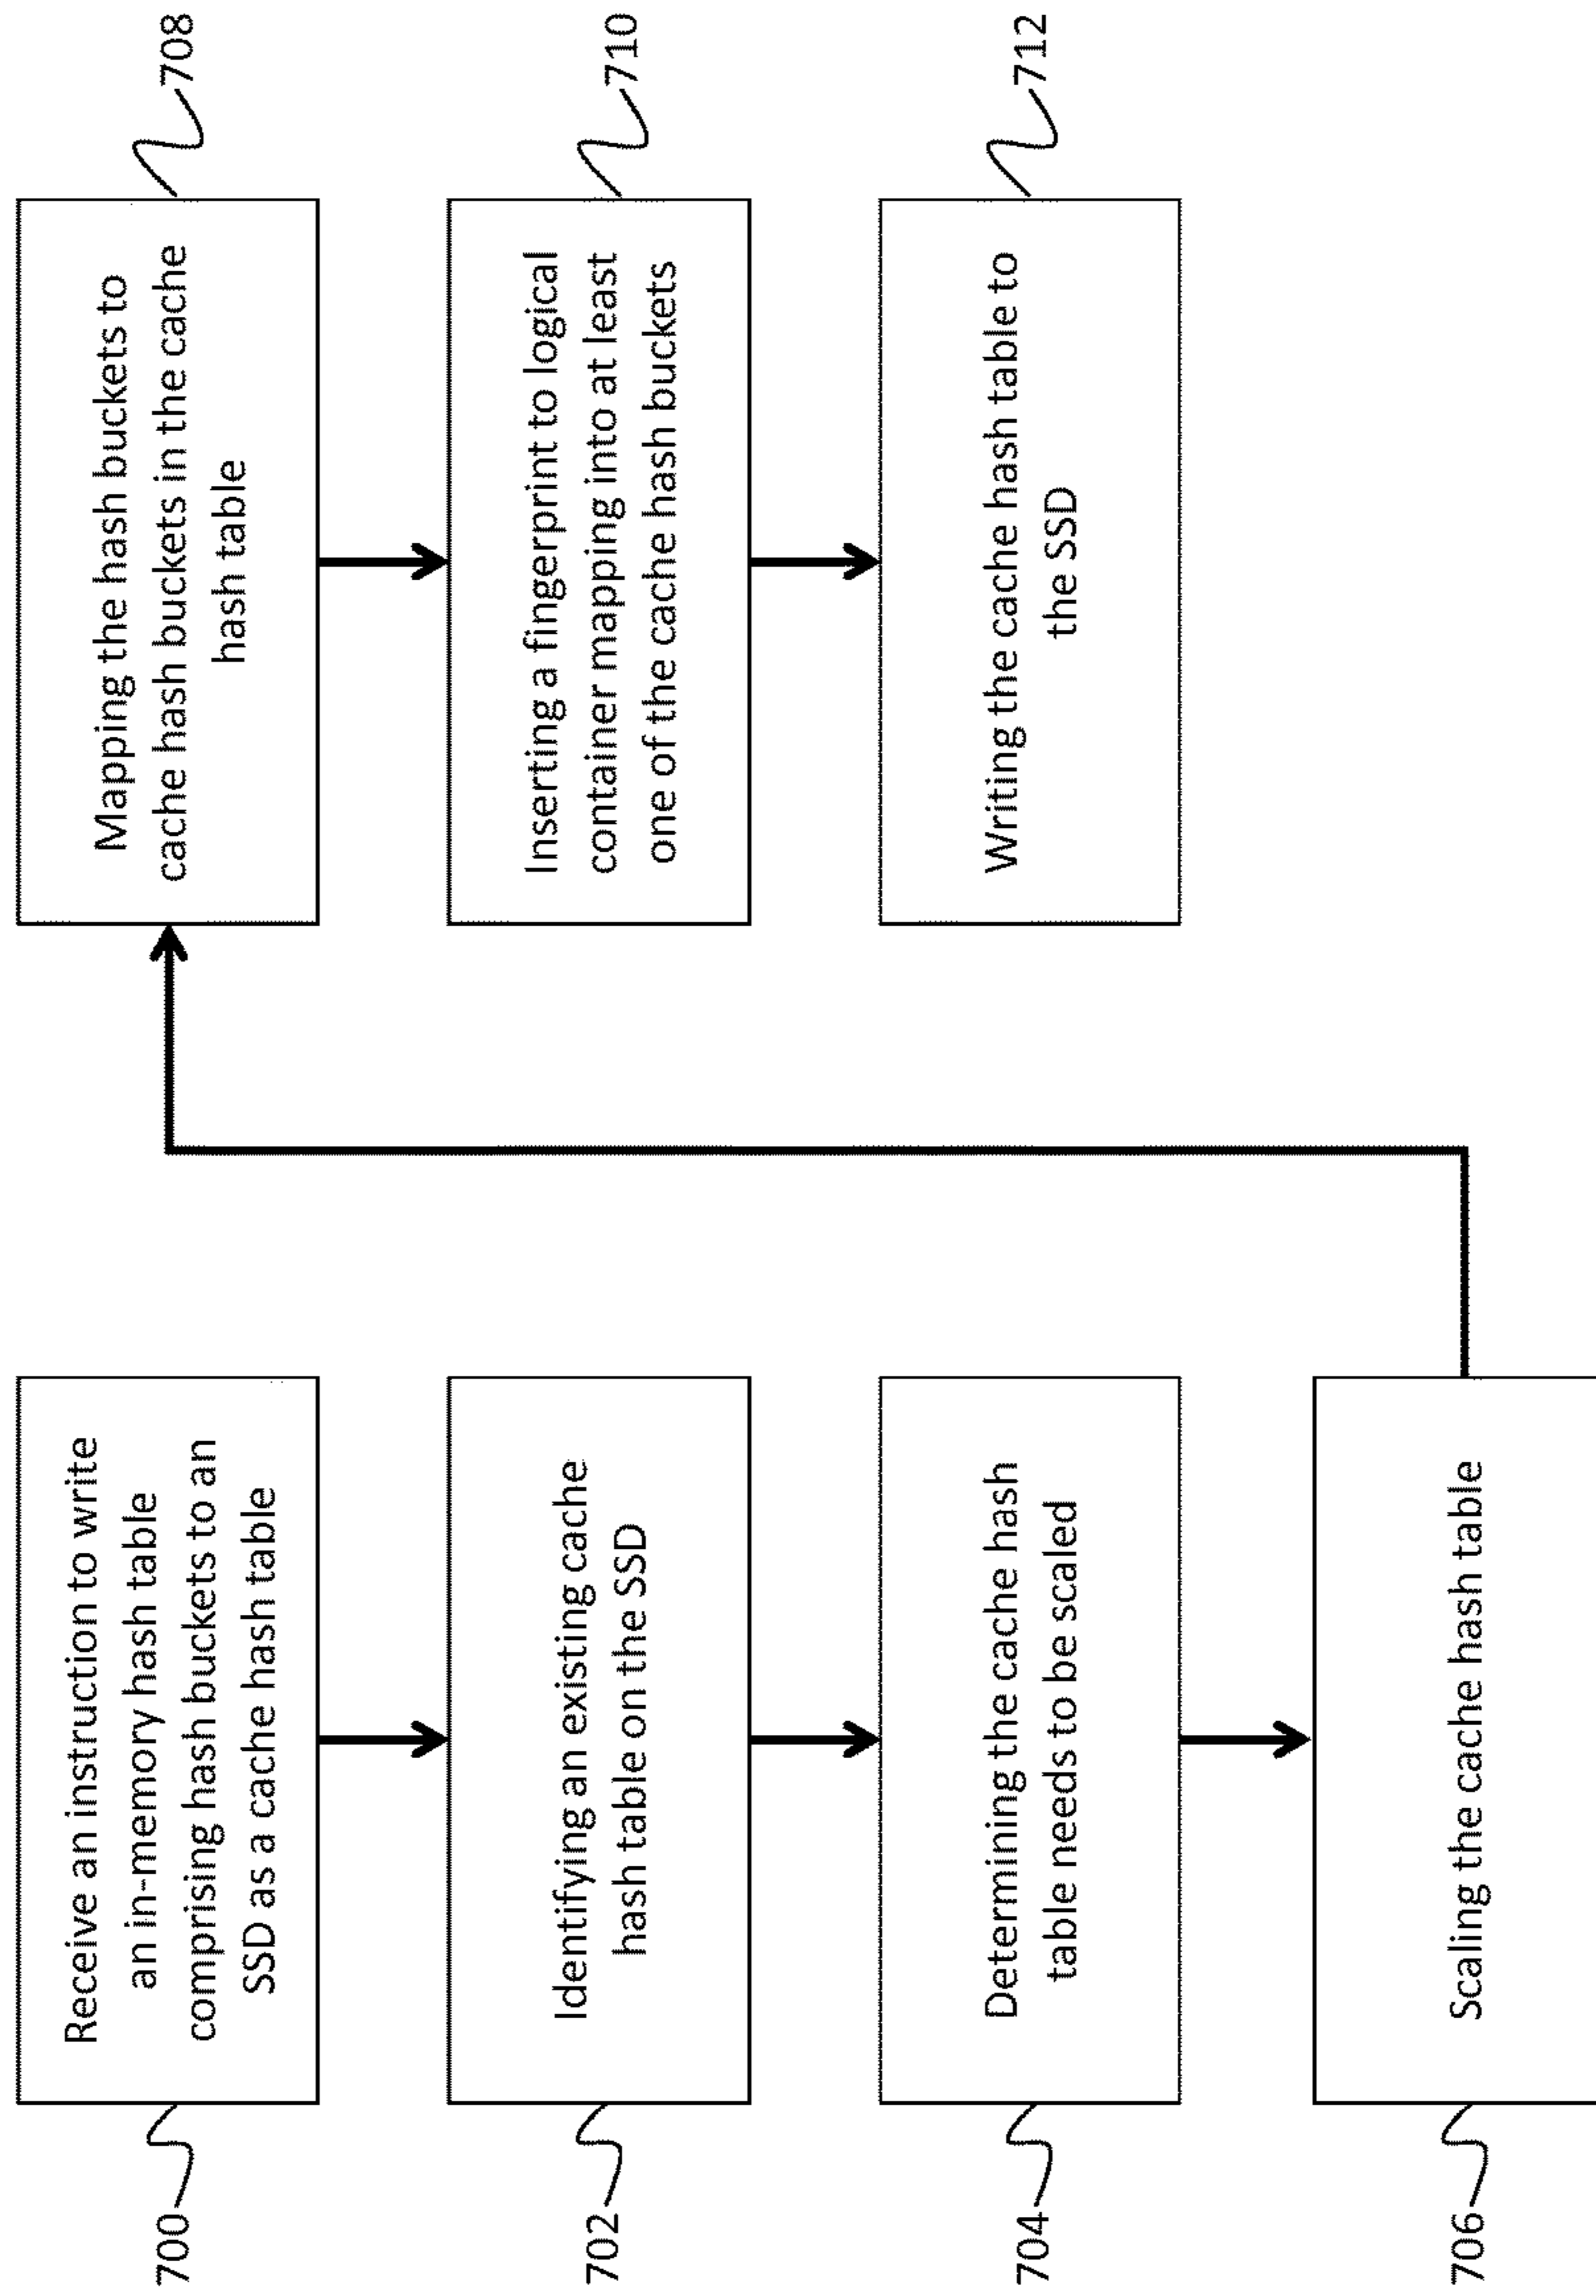 700
Receive an instruction to write
an in-memory hash table
comprising hash buckets to an
SSD as a cache hash table
702
Identifying an existing cache
hash table on the SSD
704
Determining the cache hash
table needs to be scaled
706
Scaling the cache hash table
Mapping the hash buckets to
cache hash buckets in the cache
hash table
708
Inserting a fingerprint to logical
container mapping into at least
one of the cache hash buckets
710
Writing the cache hash table to
the SSD
712